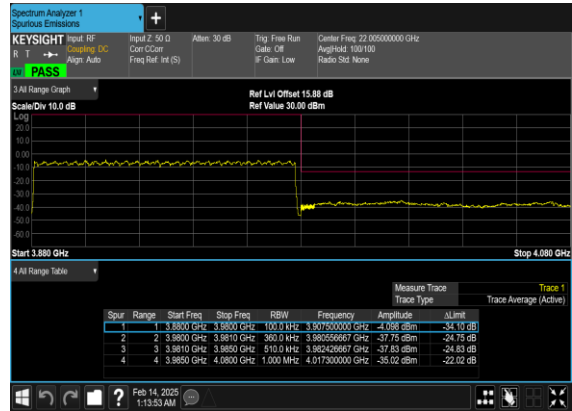 Spectrum Analyzer 1
Spurious Emissions
KEYSIGHT Input: RF Input Z: 50 Ω Atten: 30 dB Trig: Free Run Center Freq: 22.005000000 GHz
R T Coupling: DC Corr CCorr Gate: Off Avg|Hold: 100/100
Align: Auto Freq Ref: Int (S) IF Gain: Low Radio Std: None
PASS
3 All Range Graph
Ref Lvl Offset 15.88 dB
Scale/Div 10.0 dB Ref Value 30.00 dBm
Log
20.0
10.0
0.00
-10.0
-20.0
-30.0
-40.0
-50.0
-60.0
Start 3.880 GHz Stop 4.080 GHz
4 All Range Table
Measure Trace Trace 1
Trace Type Trace Average (Active)
Spur Range Start Freq Stop Freq RBW Frequency Amplitude ΔLimit
1 1 3.8800 GHz 3.9800 GHz 100.0 kHz 3.907500000 GHz -4.098 dBm -34.10 dB
2 2 3.9800 GHz 3.9810 GHz 360.0 kHz 3.980556667 GHz -37.75 dBm -24.75 dB
3 3 3.9810 GHz 3.9850 GHz 510.0 kHz 3.982426667 GHz -37.83 dBm -24.83 dB
4 4 3.9850 GHz 4.0800 GHz 1.000 MHz 4.017300000 GHz -35.02 dBm -22.02 dB
Feb 14, 2025
1:13:53 AM